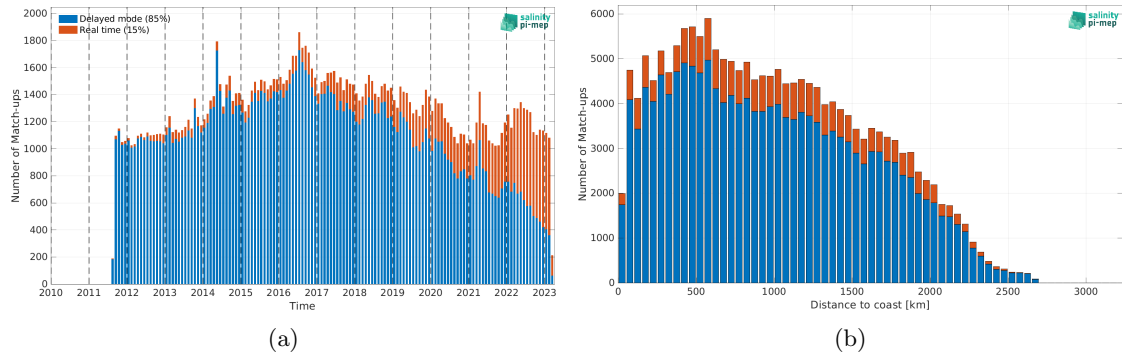 Delayed mode (85%)
Real time (15%)
salinity
pi-mep
Number of Match-ups
0
200
400
600
800
1000
1200
1400
1600
1800
2010 2011 2012 2013 2014 2015 2016 2017 2018 2019 2020 2021 2022 2023
Time
(a)
salinity
pi-mep
Number of Match-ups
6000
5000
4000
3000
2000
1000
0
0 500 1000 1500 2000 2500 3000
Distance to coast [km]
(b)